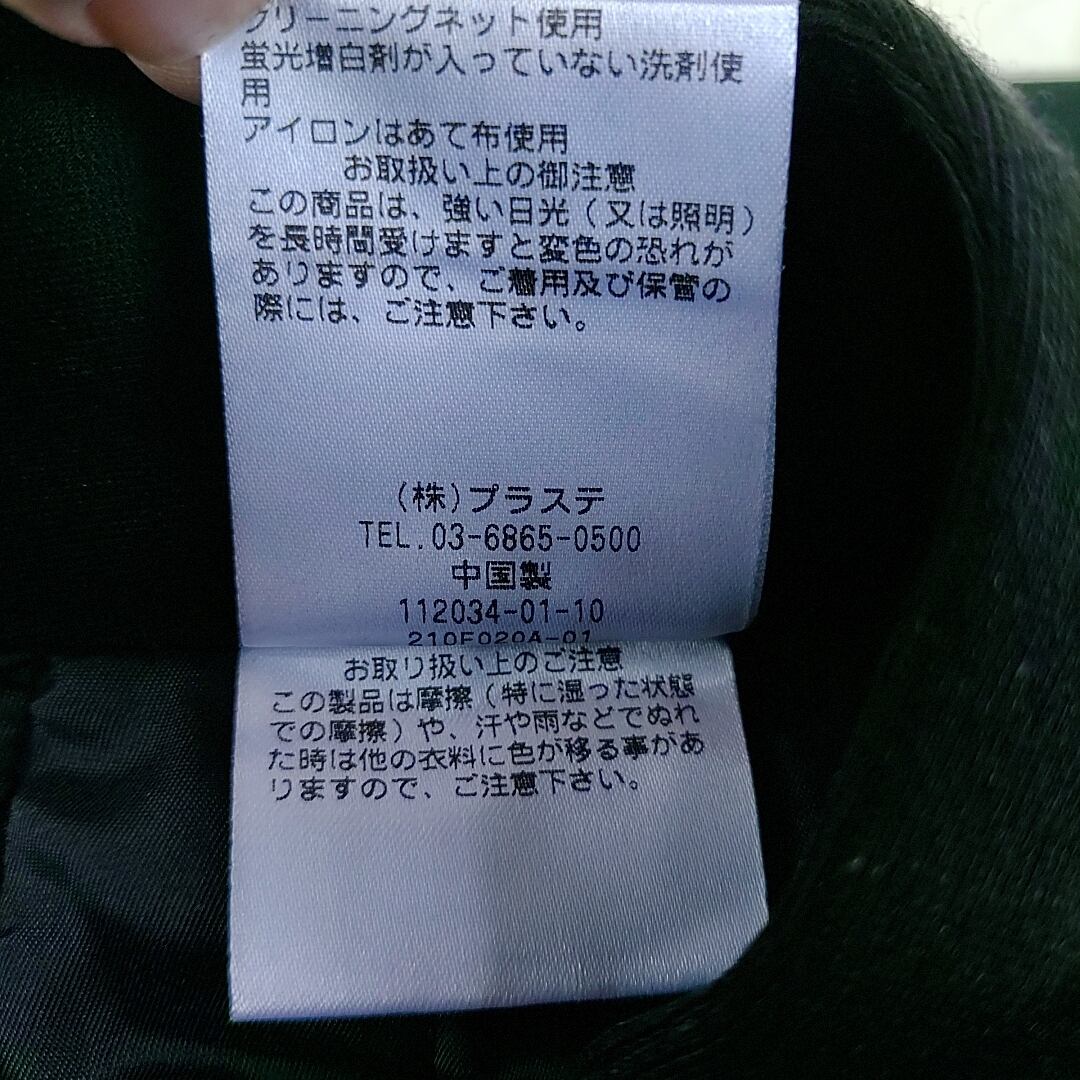 クリーニングネット使用
蛍光増白剤が入っていない洗剤使
用
アイロンはあて布使用
お取扱い上の御注意
この商品は、強い日光（又は照明）
を長時間受けますと変色の恐れが
ありますので、ご着用及び保管の
際には、ご注意下さい。
(株)プラステ
TEL.03-6865-0500
中国製
112034-01-10
210F020A-01
お取り扱い上のご注意
この製品は摩擦（特に湿った状態
での摩擦）や、汗や雨などでぬれ
た時は他の衣料に色が移る事があ
りますので、ご注意下さい。